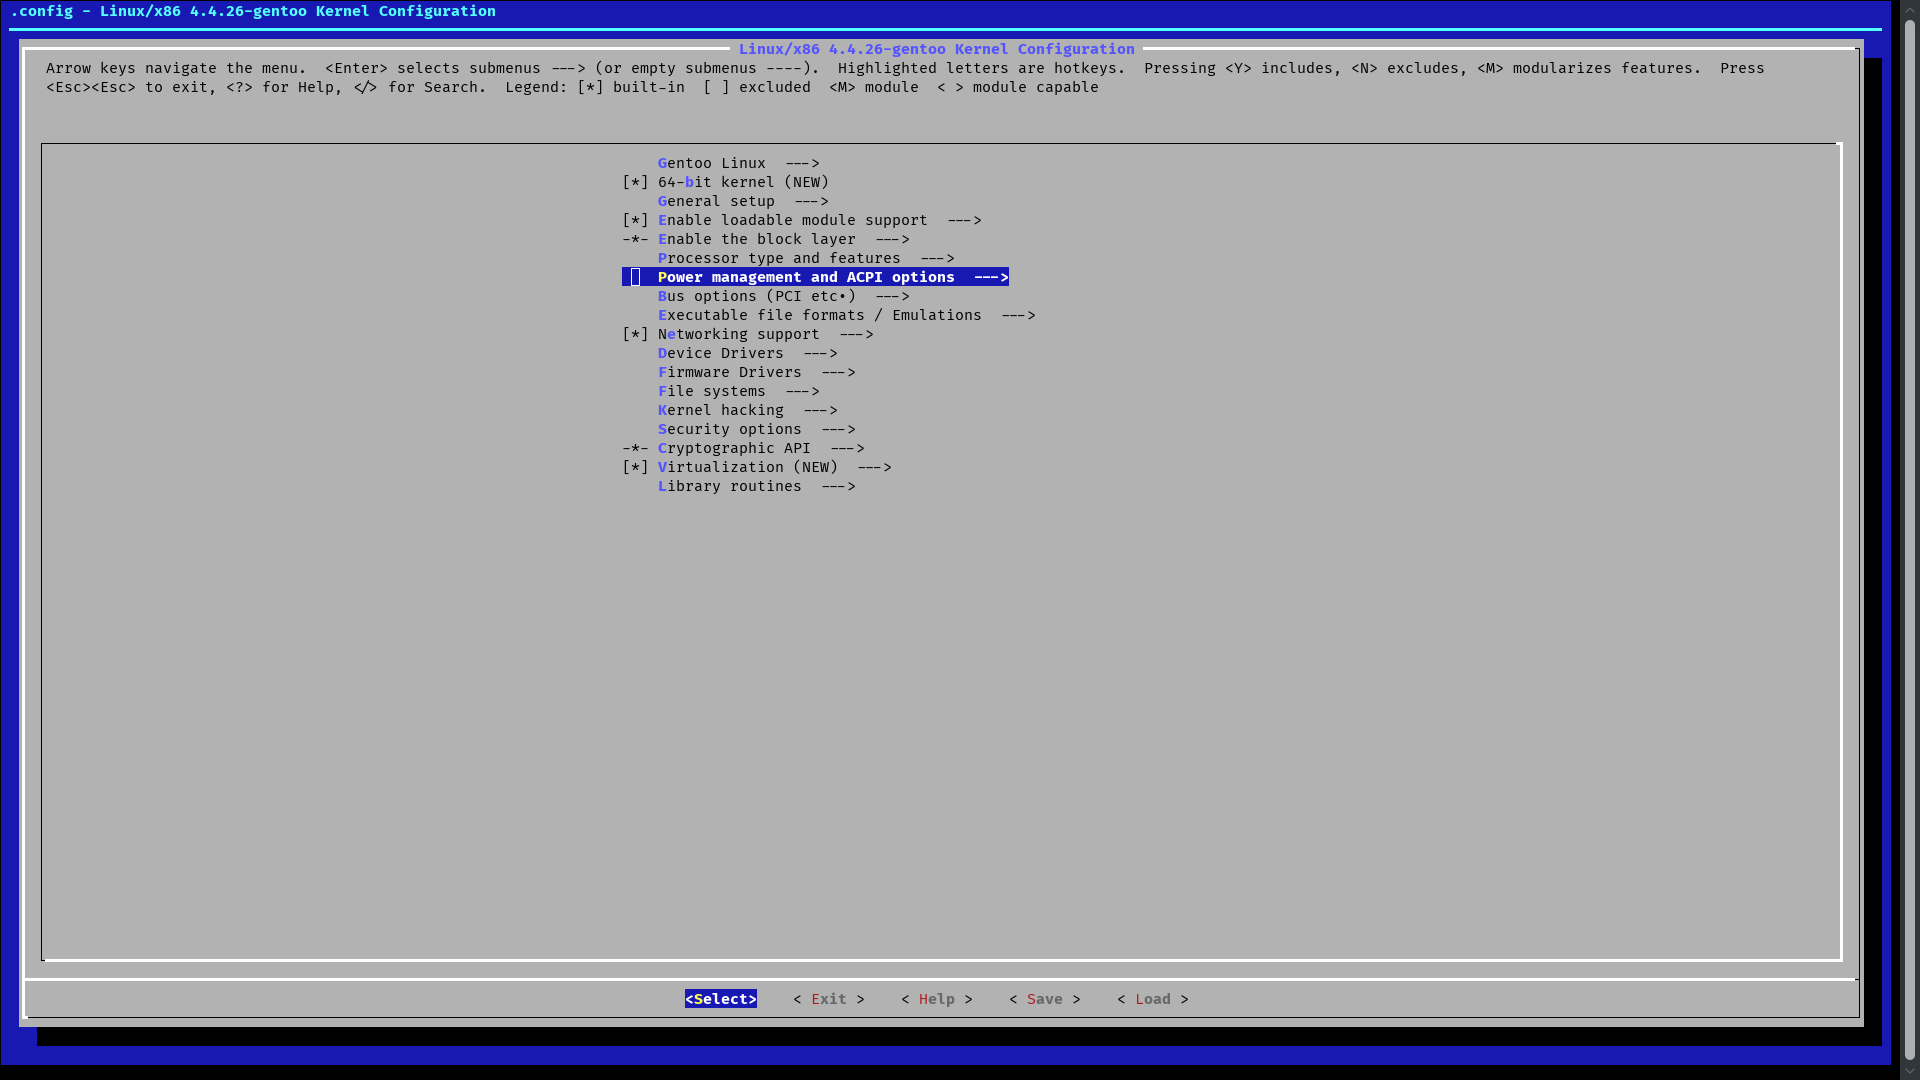 .config - Linux/x86 4.4.26-gentoo Kernel Configuration
Linux/x86 4.4.26-gentoo Kernel Configuration
Arrow keys navigate the menu.  <Enter> selects submenus ---> (or empty submenus ----).  Highlighted letters are hotkeys.  Pressing <Y> includes, <N> excludes, <M> modularizes features.  Press
<Esc><Esc> to exit, <?> for Help, </> for Search.  Legend: [*] built-in  [ ] excluded  <M> module  < > module capable
Gentoo Linux  --->
[*] 64-bit kernel (NEW)
General setup  --->
[*] Enable loadable module support  --->
-*- Enable the block layer  --->
Processor type and features  --->
Power management and ACPI options  --->
Bus options (PCI etc•)  --->
Executable file formats / Emulations  --->
[*] Networking support  --->
Device Drivers  --->
Firmware Drivers  --->
File systems  --->
Kernel hacking  --->
Security options  --->
-*- Cryptographic API  --->
[*] Virtualization (NEW)  --->
Library routines  --->
<Select>    < Exit >    < Help >    < Save >    < Load >